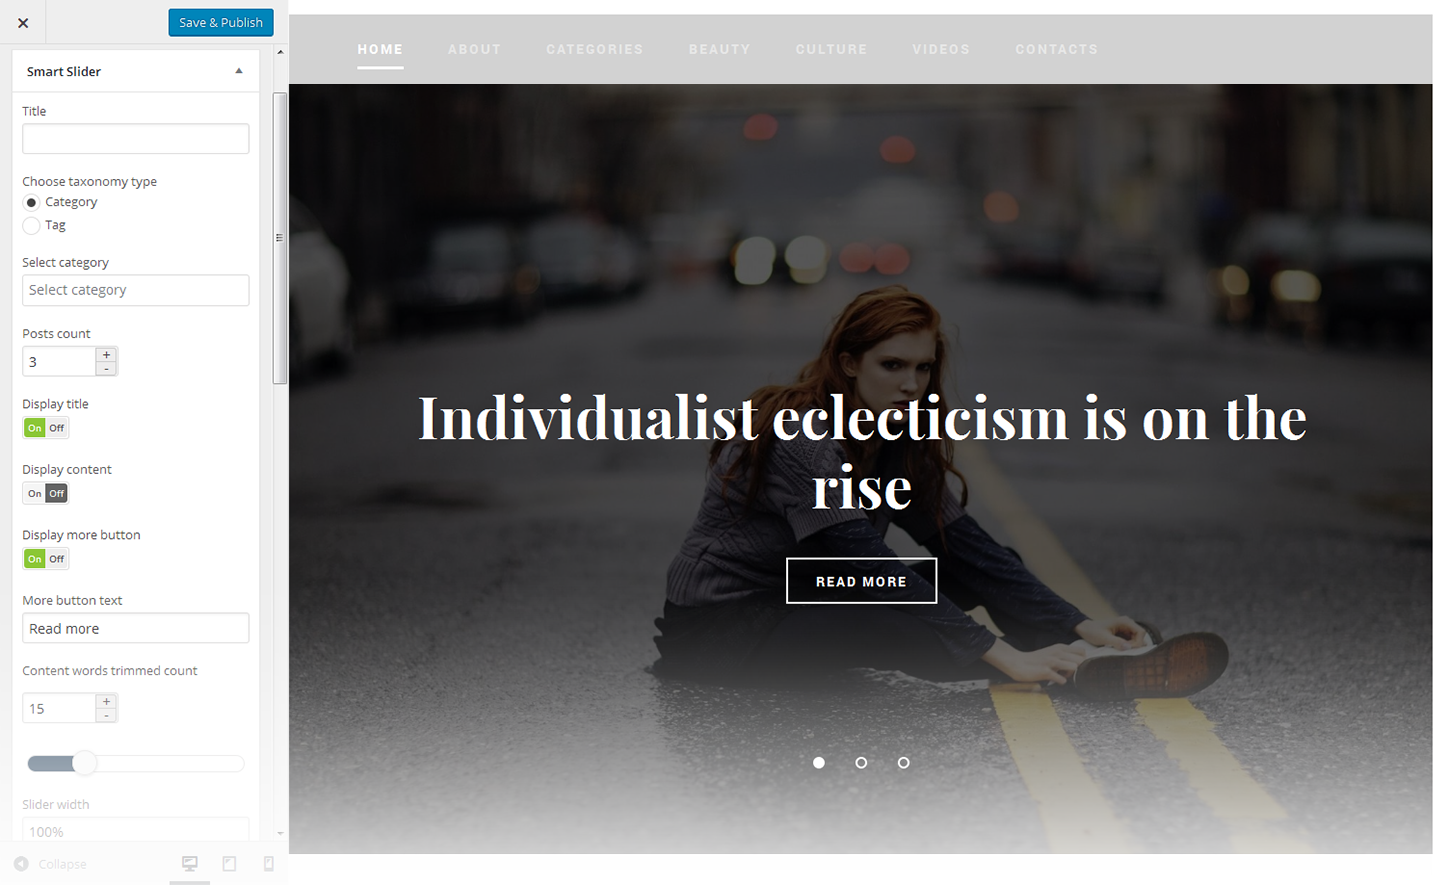 Save & Publish
Smart Slider
Title
Choose taxonomy type
Category
Tag
Select category
Select category
Posts count
3
+
-
Display title
On Off
Display content
On Off
Display more button
On Off
More button text
Read more
Content words trimmed count
15
+
-
Slider width
100%
Collapse
HOME ABOUT CATEGORIES BEAUTY CULTURE VIDEOS CONTACTS
Individualist eclecticism is on the
rise
READ MORE